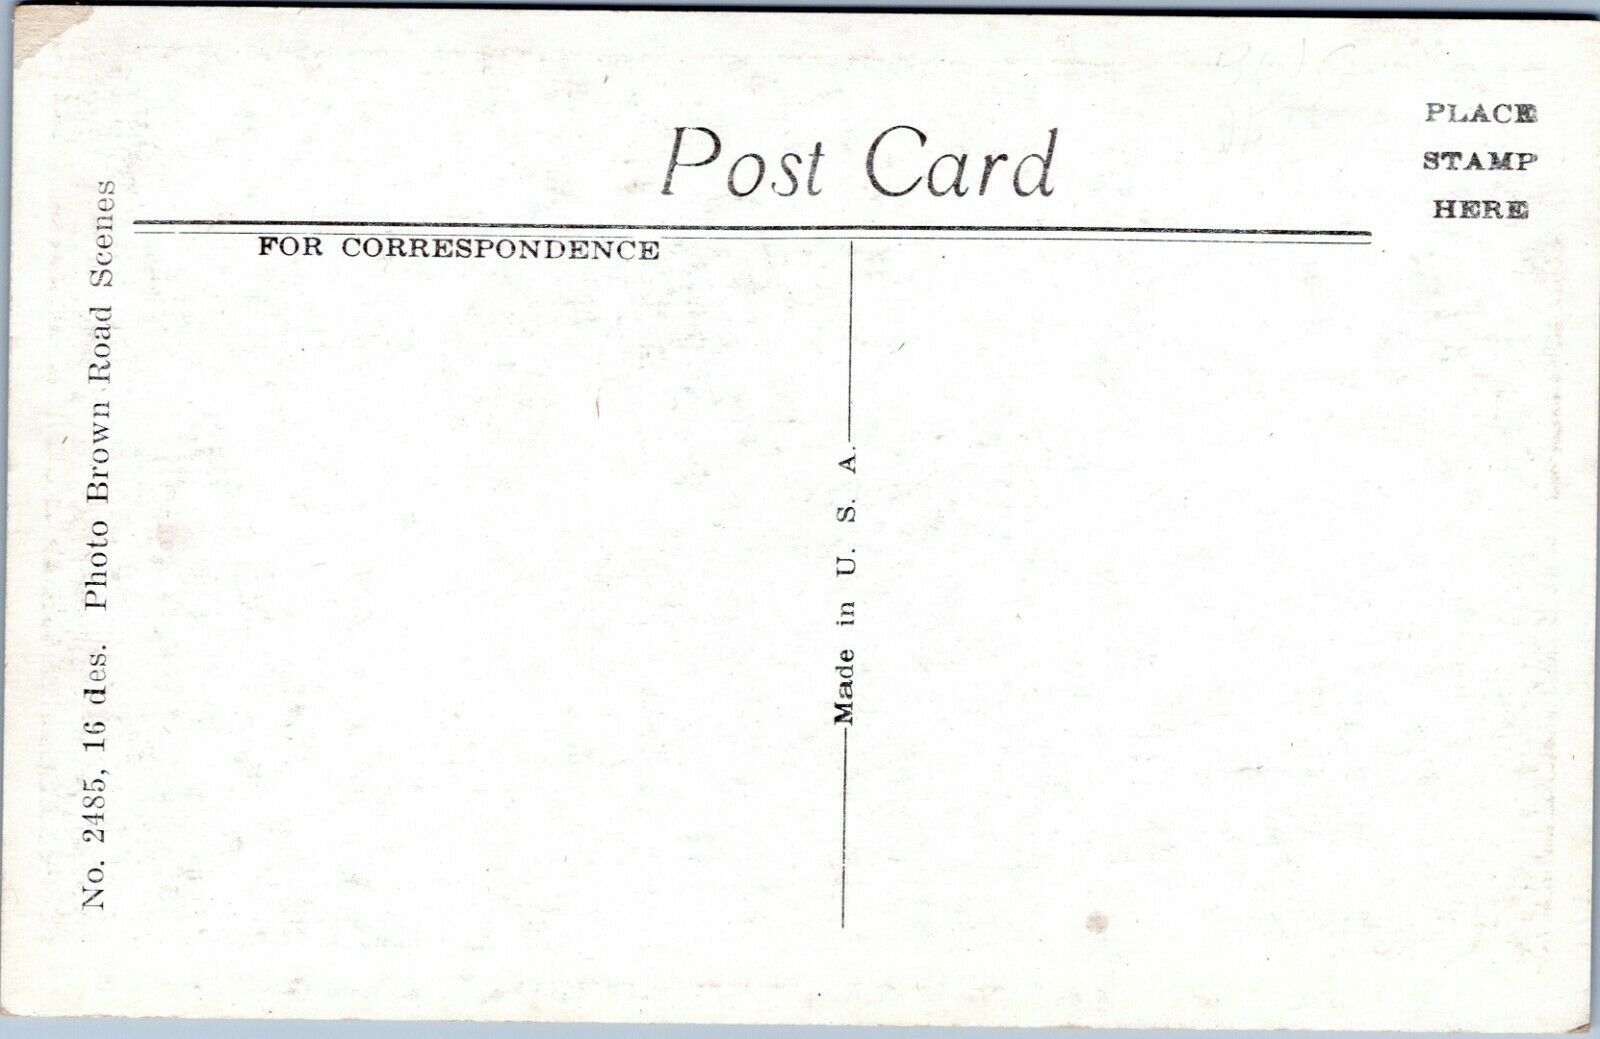 Post Card
PLACE
STAMP
HERE
FOR CORRESPONDENCE
Made in U. S. A.
No. 2485, 16 des. Photo Brown Road Scenes